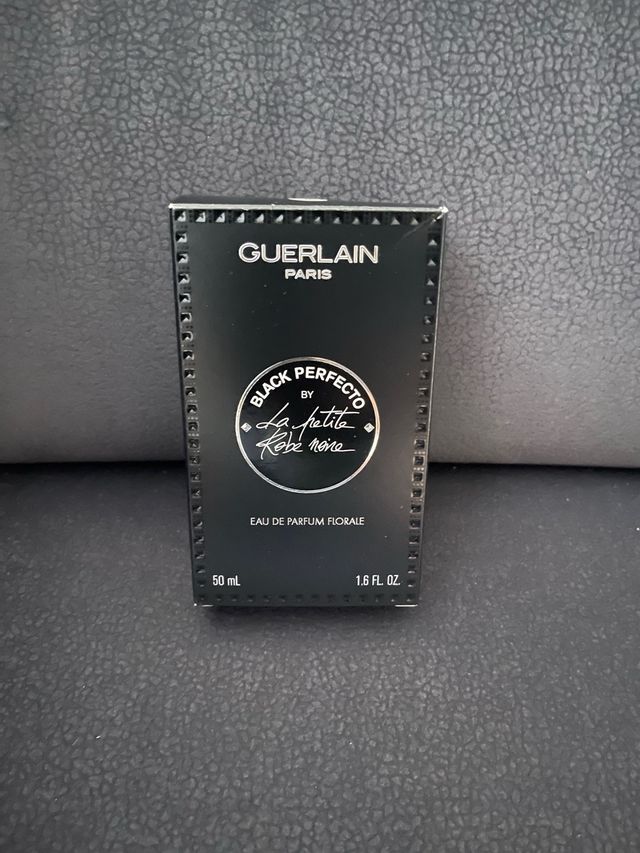 GUERLAIN
PARIS
BLACK PERFECTO
BY
La petite
Robe noire
EAU DE PARFUM FLORALE
50 mL 1.6 FL. OZ.